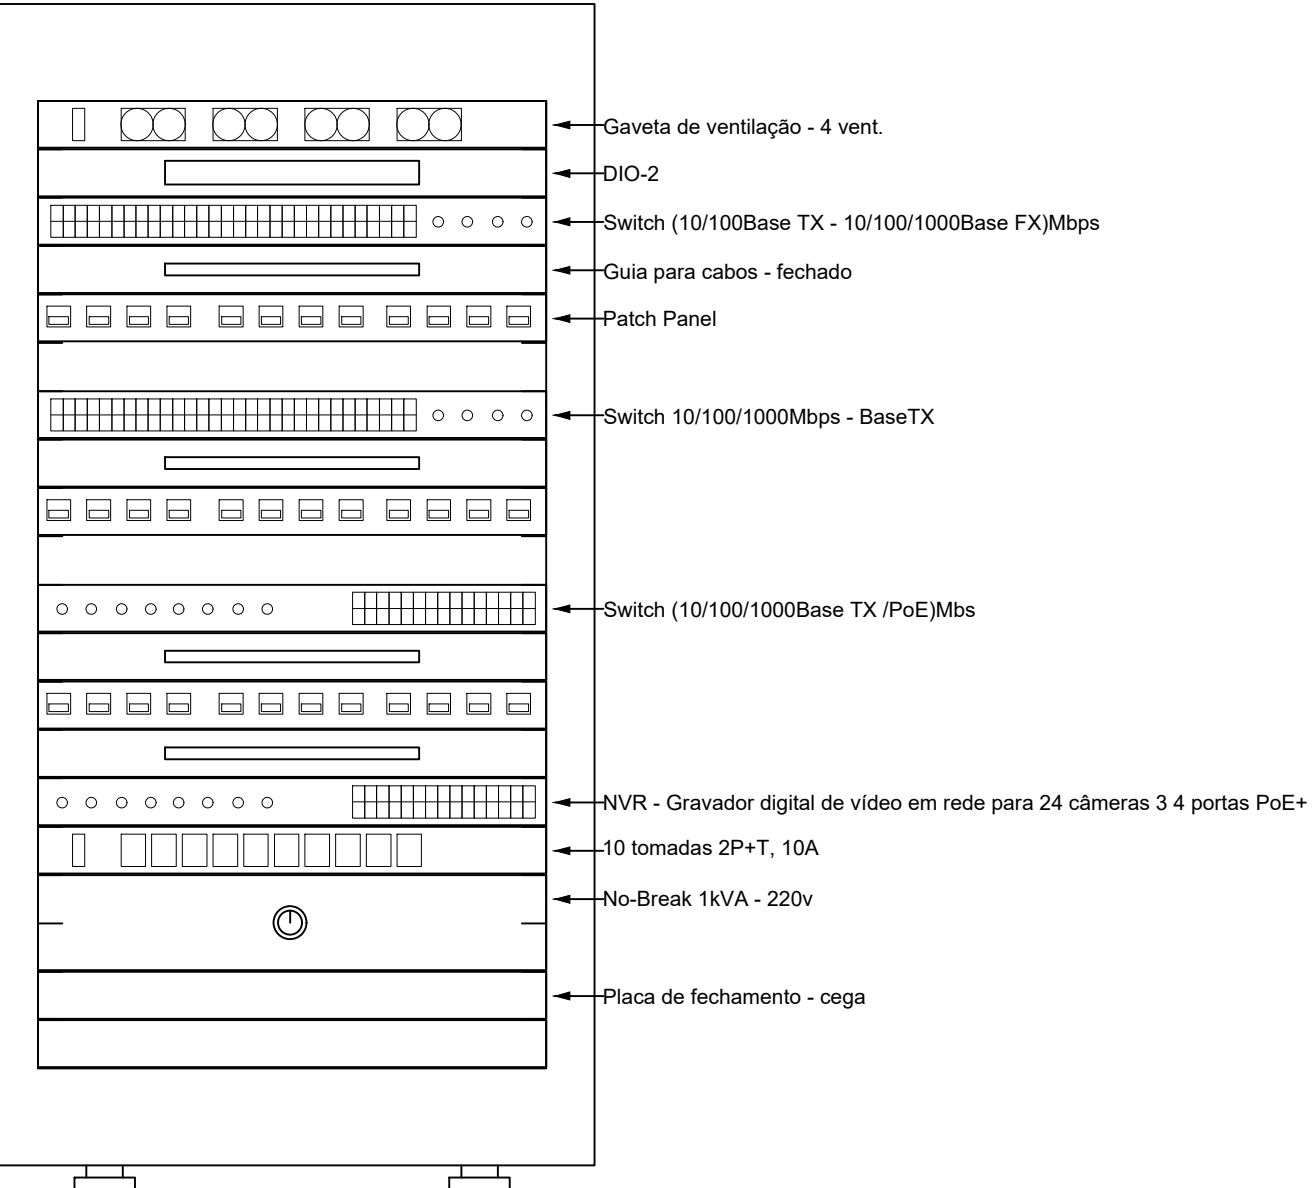 Gaveta de ventilação - 4 vent.
DIO-2
Switch (10/100Base TX - 10/100/1000Base FX)Mbps
Guia para cabos - fechado
Patch Panel
Switch 10/100/1000Mbps - BaseTX
Switch (10/100/1000Base TX /PoE)Mbs
NVR - Gravador digital de vídeo em rede para 24 câmeras 3 4 portas PoE+
10 tomadas 2P+T, 10A
No-Break 1kVA - 220v
Placa de fechamento - cega